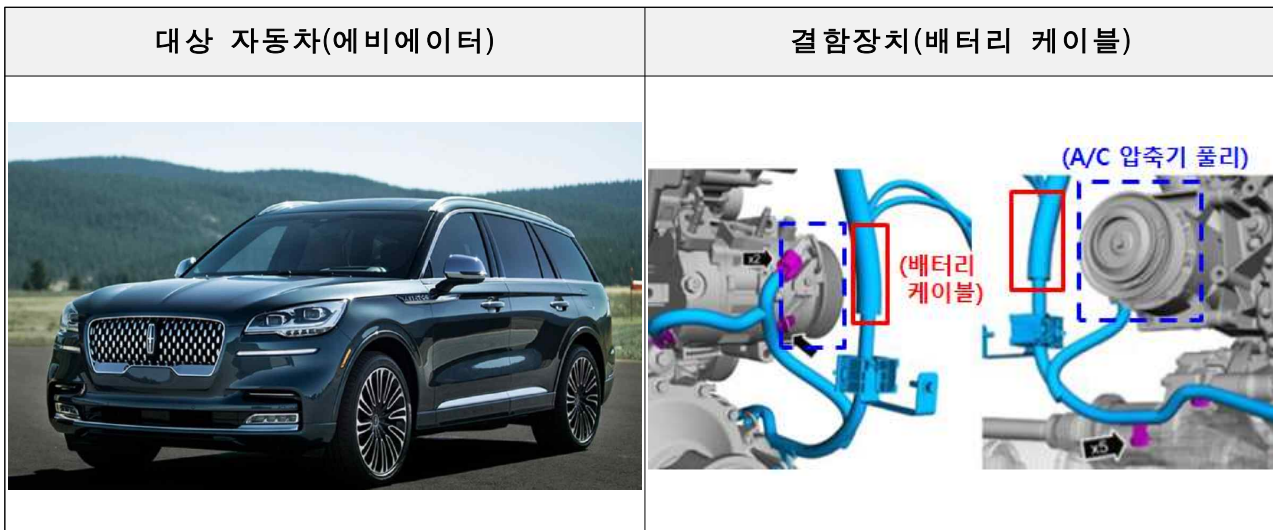 대상 자동차(에비에이터)
결함장치(배터리 케이블)
(A/C 압축기 풀리)
x2
(배터리
케이블)
x5